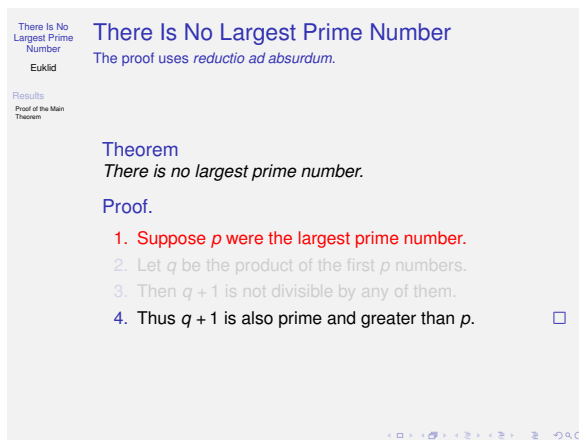 There Is No
Largest Prime
Number
Euklid
Results
Proof of the Main
Theorem
There Is No Largest Prime Number
The proof uses reductio ad absurdum.
Theorem
There is no largest prime number.
Proof.
1. Suppose p were the largest prime number.
2. Let q be the product of the first p numbers.
3. Then q + 1 is not divisible by any of them.
4. Thus q + 1 is also prime and greater than p.